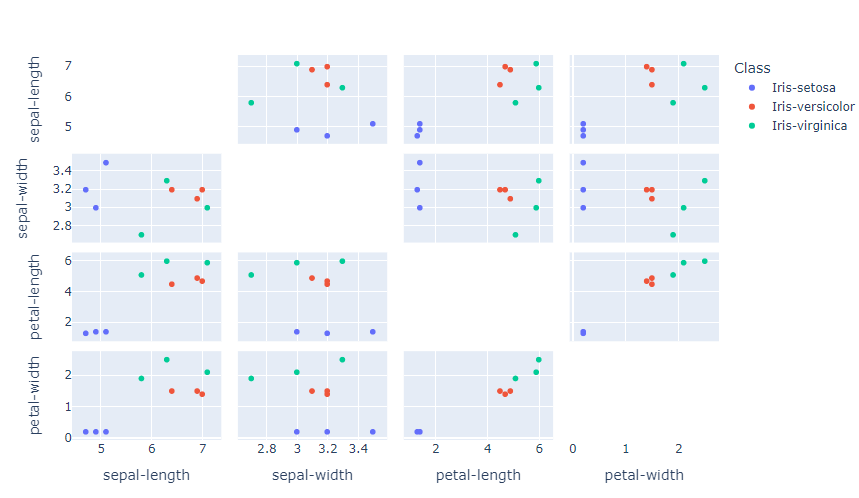 sepal-length
7
6
5
Class
Iris-setosa
Iris-versicolor
Iris-virginica
sepal-width
3.4
3.2
3
2.8
petal-length
6
4
2
petal-width
2
1
0
5 6 7 2.8 3 3.2 3.4 2 4 6 0 1 2
sepal-length sepal-width petal-length petal-width